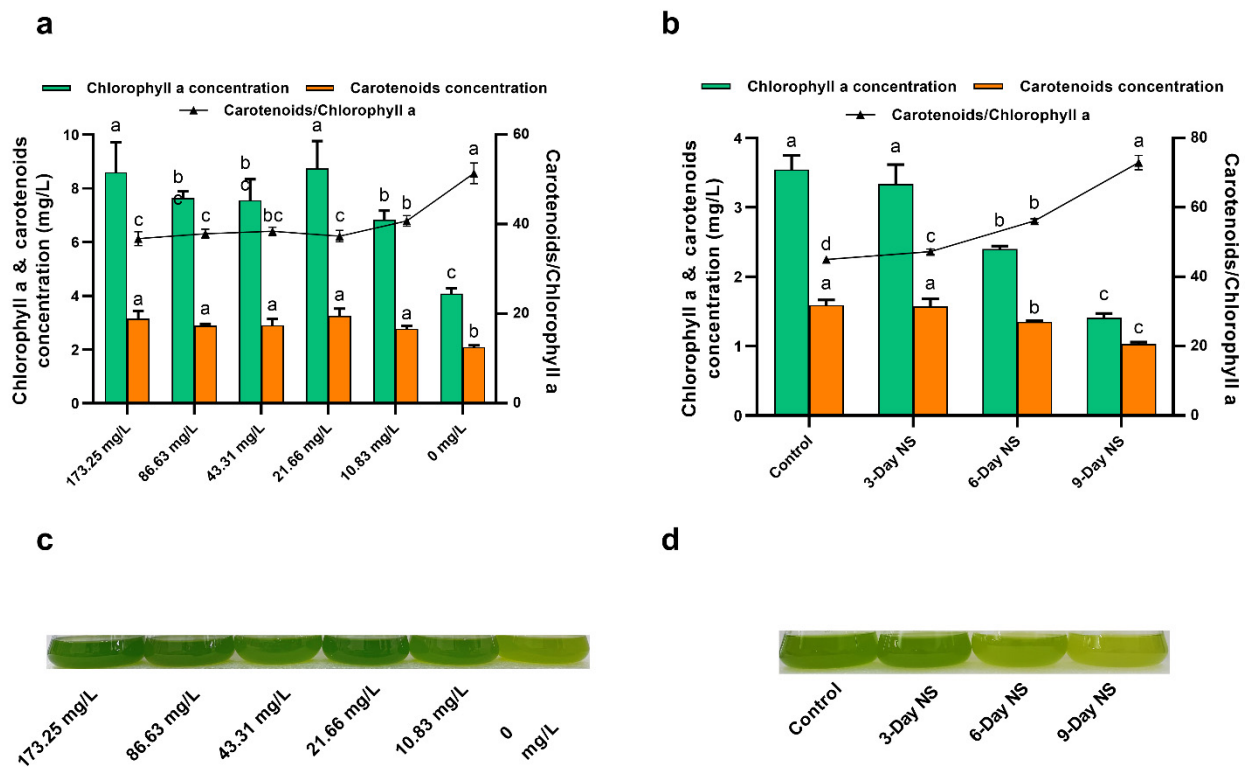 a
Chlorophyll a concentration Carotenoids concentration
Carotenoids/Chlorophyll a
Chlorophyll a & carotenoids
concentration (mg/L)
10
8
6
4
2
0
60
40
20
0
Carotenoids/Chlorophyll a
a b c b c a b c
c c bc c b a
a a a a a b
173.25 mg/L
86.63 mg/L
43.31 mg/L
21.66 mg/L
10.83 mg/L
0 mg/L
b
Chlorophyll a concentration Carotenoids concentration
Carotenoids/Chlorophyll a
Chlorophyll a & carotenoids
concentration (mg/L)
4
3
2
1
0
80
60
40
20
0
Carotenoids/Chlorophyll a
a a b c
d c b a
a a b c
Control
3-Day NS
6-Day NS
9-Day NS
c
173.25 mg/L
86.63 mg/L
43.31 mg/L
21.66 mg/L
10.83 mg/L
0
mg/L
d
Control
3-Day NS
6-Day NS
9-Day NS